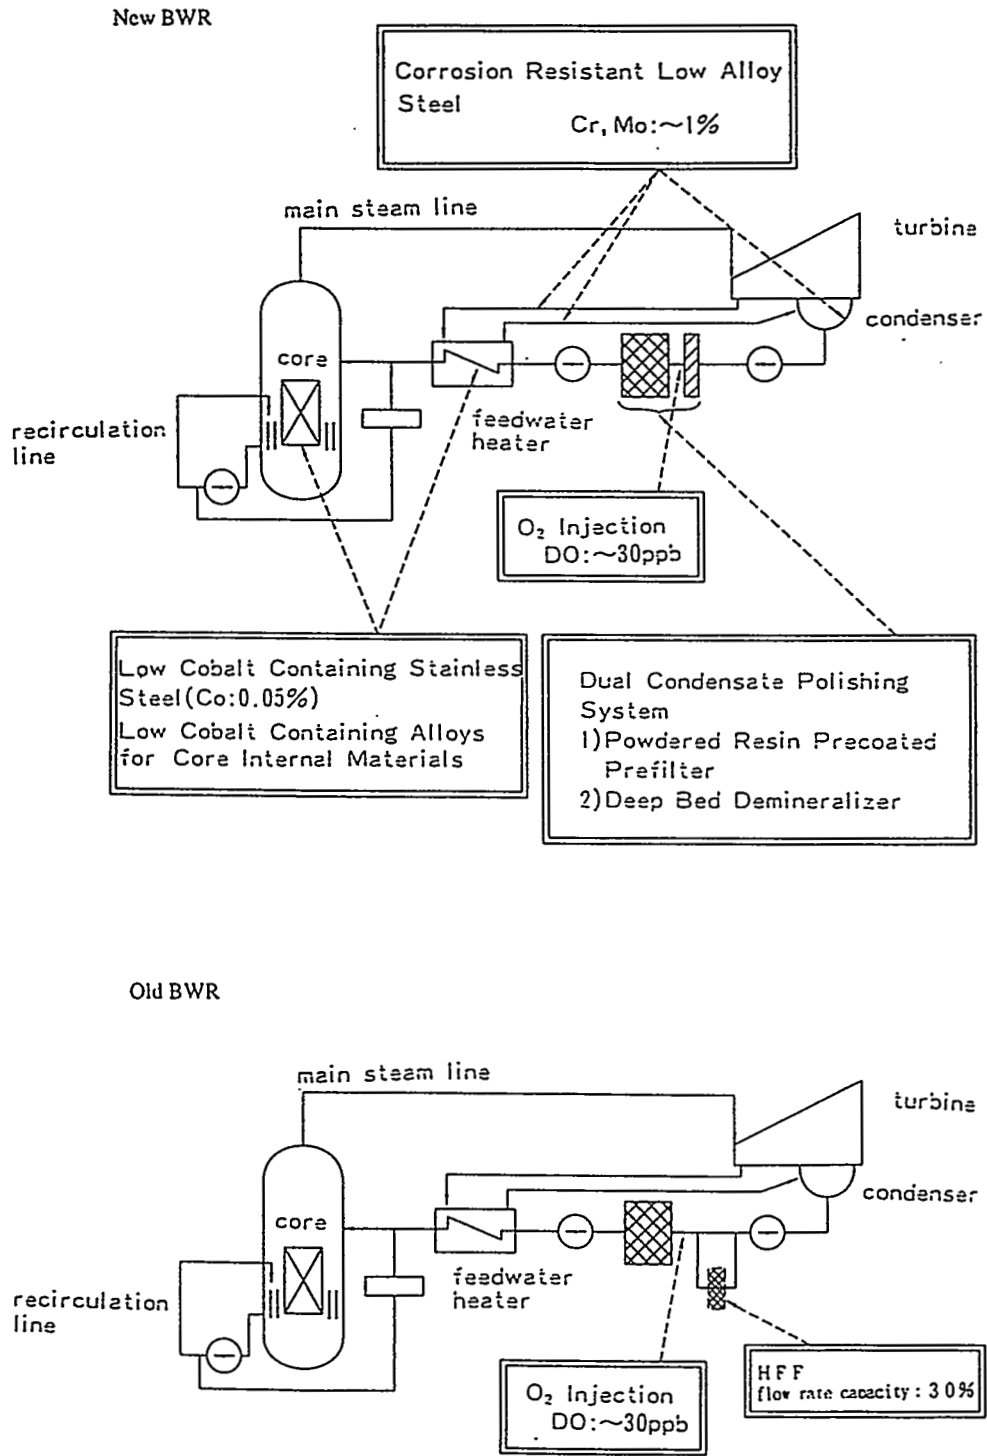 New BWR
Corrosion Resistant Low Alloy
Steel
Cr, Mo:~1%
main steam line
turbine
condenser
core
recirculation
line
feedwater
heater
O₂ Injection
DO:~30ppb
Low Cobalt Containing Stainless
Steel(Co:0.05%)
Low Cobalt Containing Alloys
for Core Internal Materials
Dual Condensate Polishing
System
1)Powdered Resin Precoated
Prefilter
2)Deep Bed Demineralizer
Old BWR
main steam line
turbine
condenser
core
recirculation
line
feedwater
heater
O₂ Injection
DO:~30ppb
HFF
flow rate capacity : 30%